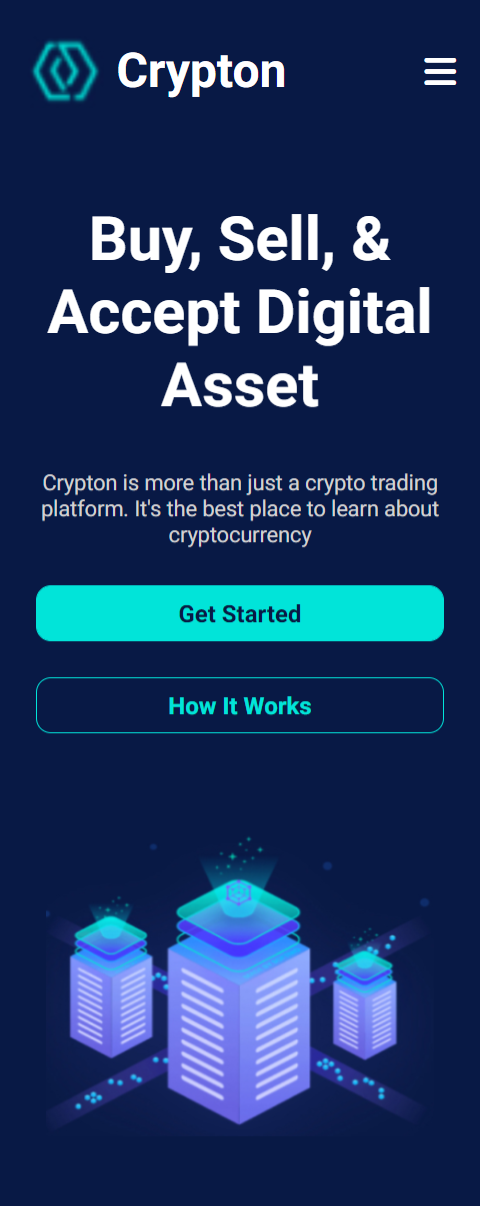 Crypton
Buy, Sell, &
Accept Digital
Asset
Crypton is more than just a crypto trading
platform. It's the best place to learn about
cryptocurrency
Get Started
How It Works